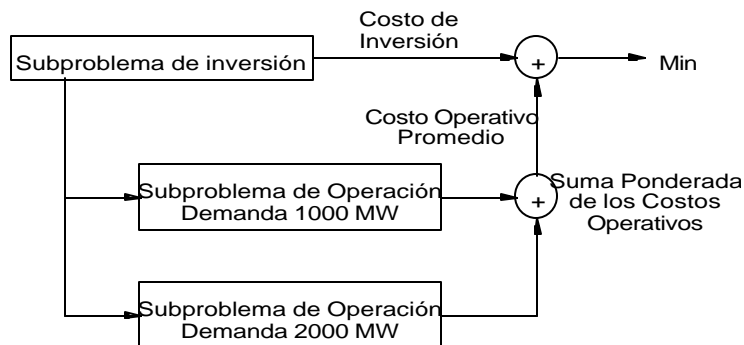 Costo de
Inversión
Subproblema de inversión
+
Min
Costo Operativo
Promedio
Subproblema de Operación
Demanda 1000 MW
+
Suma Ponderada
de los Costos
Operativos
Subproblema de Operación
Demanda 2000 MW